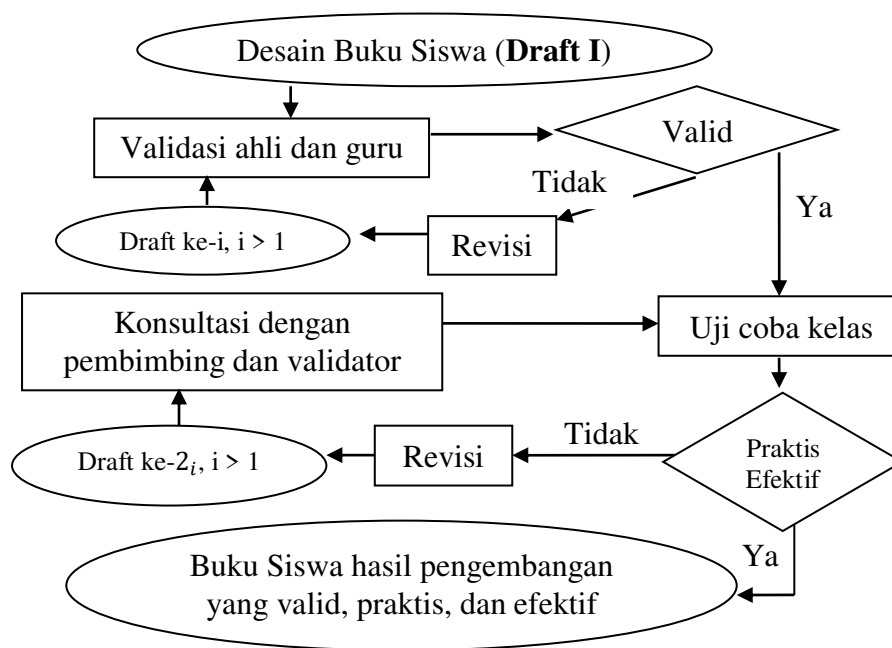 Desain Buku Siswa (Draft I)
Validasi ahli dan guru
Valid
Tidak
Ya
Draft ke-i, i > 1
Revisi
Konsultasi dengan
pembimbing dan validator
Uji coba kelas
Draft ke-2ᵢ, i > 1
Revisi
Tidak
Praktis
Efektif
Ya
Buku Siswa hasil pengembangan
yang valid, praktis, dan efektif